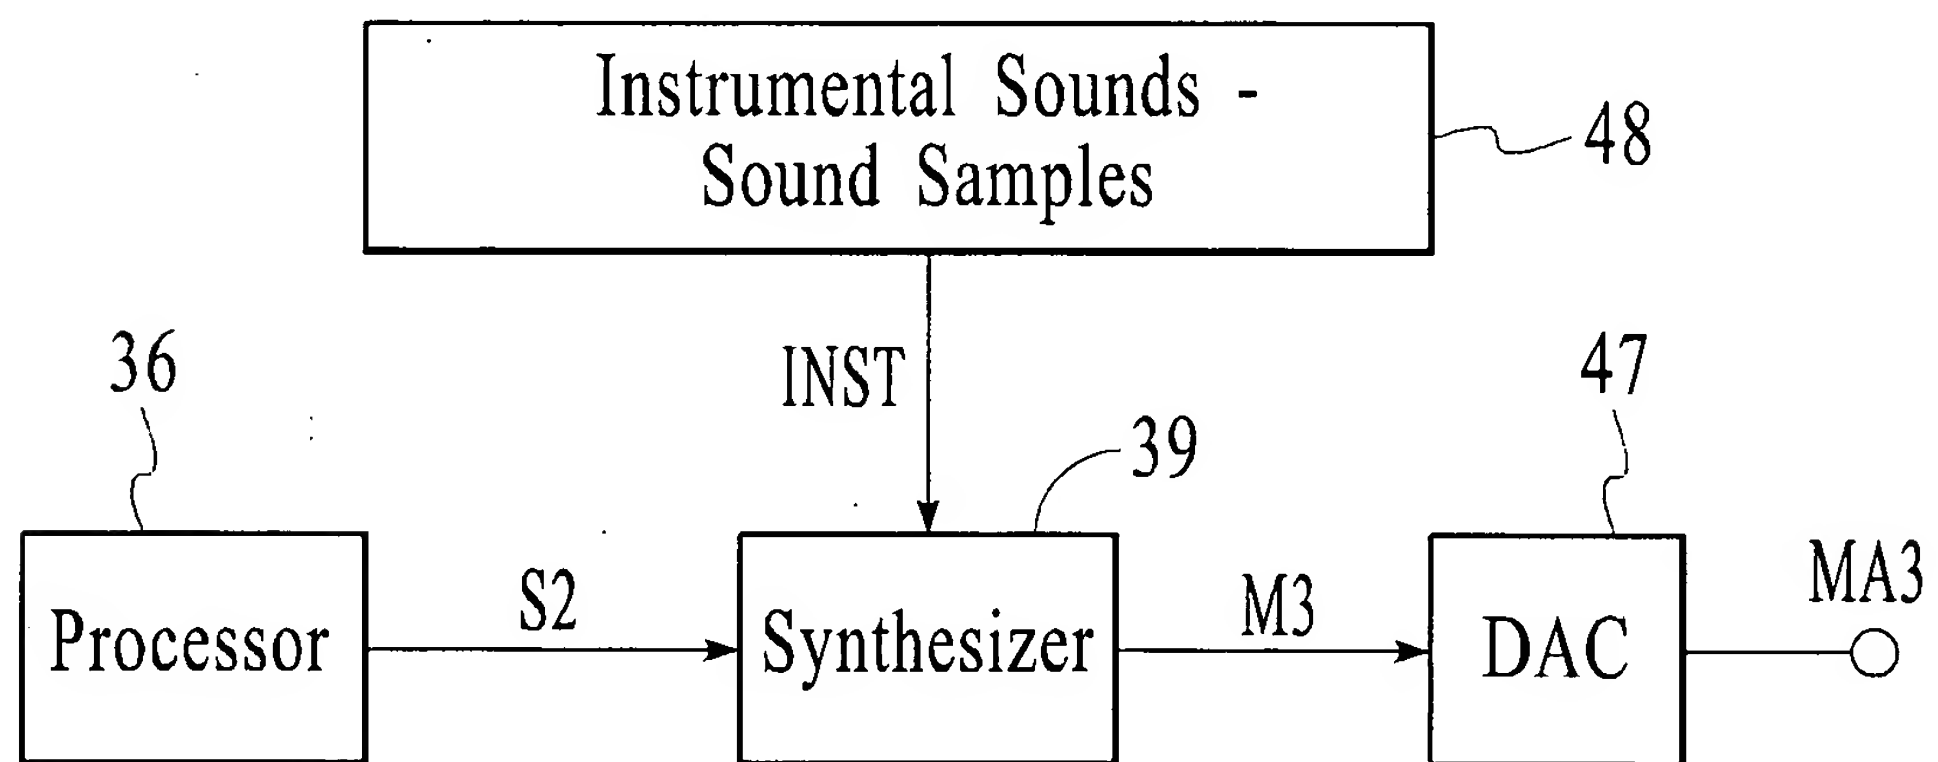 Instrumental Sounds -
Sound Samples
48
36
INST
47
39
MA3
S2
M3
Processor
Synthesizer
DAC